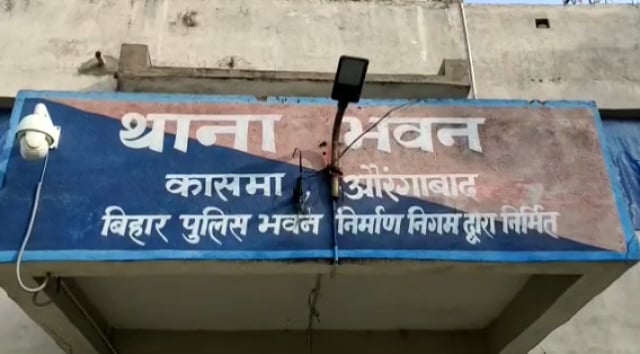 थाना भवन
कासमा, औरंगाबाद
बिहार पुलिस भवन निर्माण निगम द्वारा निर्मित